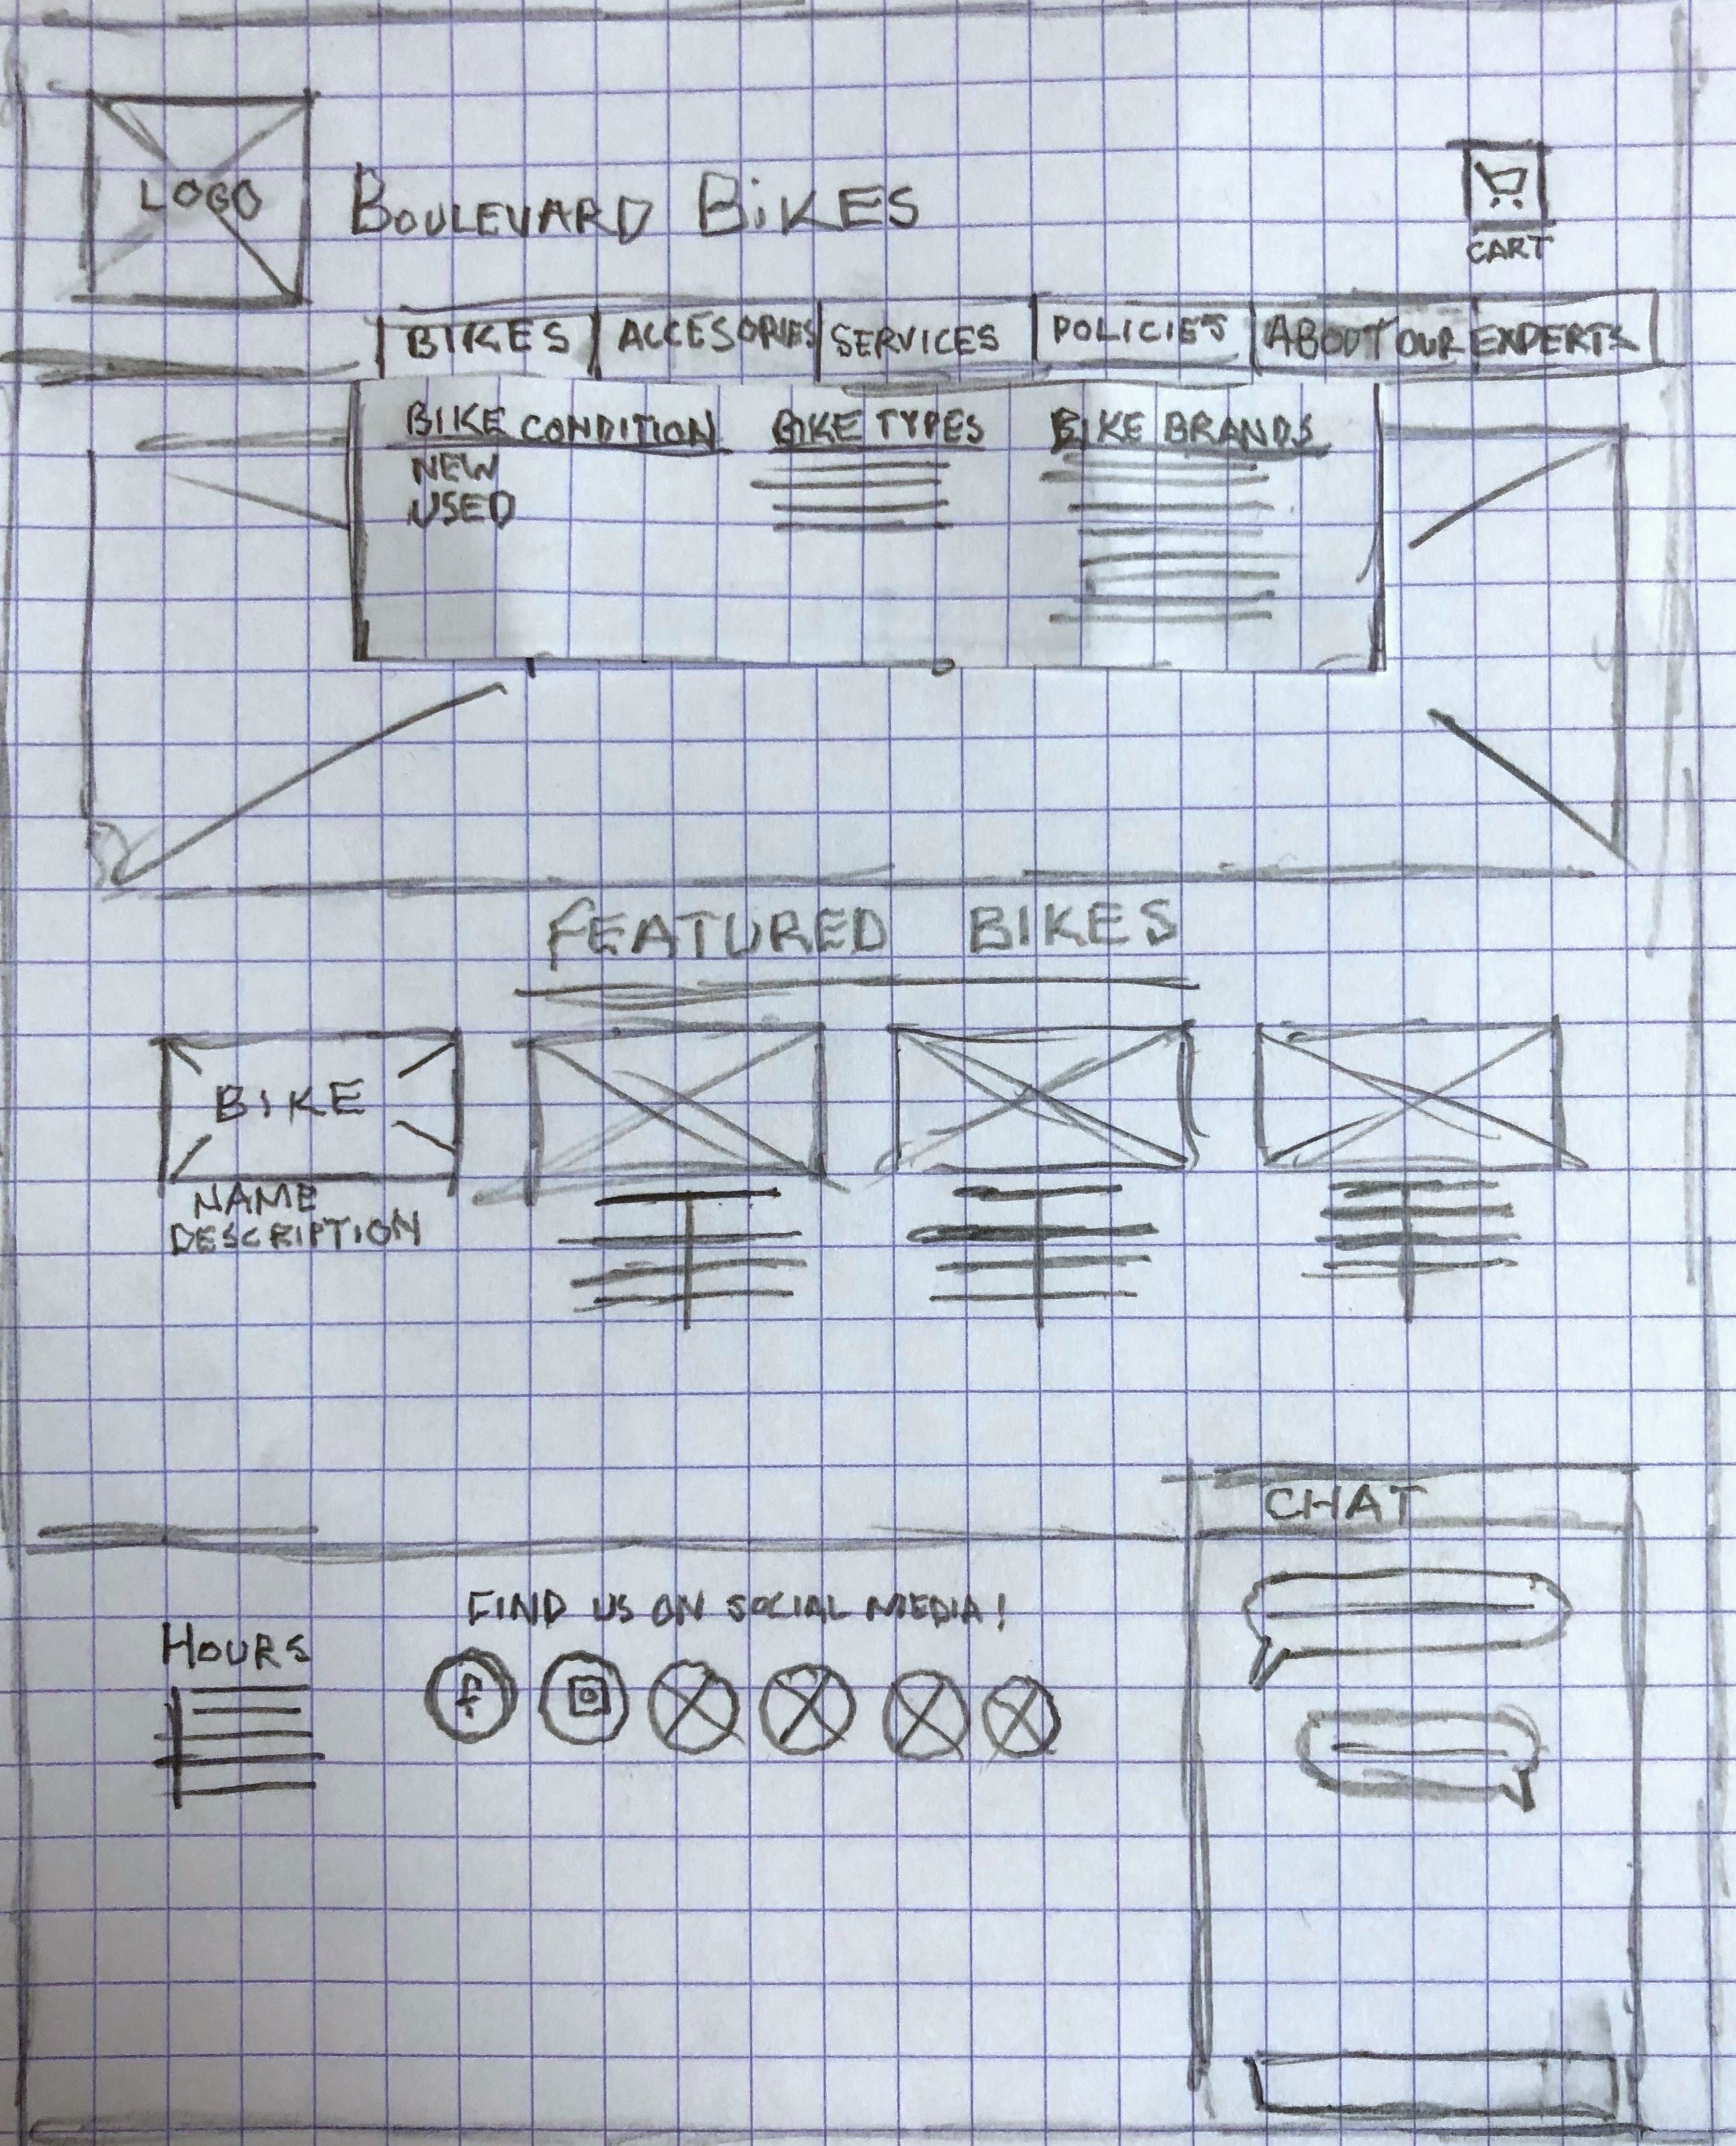 LOGO
BOULEVARD BiKES
CART
BIKES
ACCESORIES
SERVICES
POLICIES
ABOUT OUR EXPERTS
BIKE CONDITION
NEW
USED
BIKE TYPES
BIKE BRANDS
FEATURED BIKES
BIKE
NAME
DESCRIPTION
CHAT
FIND US ON SOCIAL MEDIA!
HOURS
f